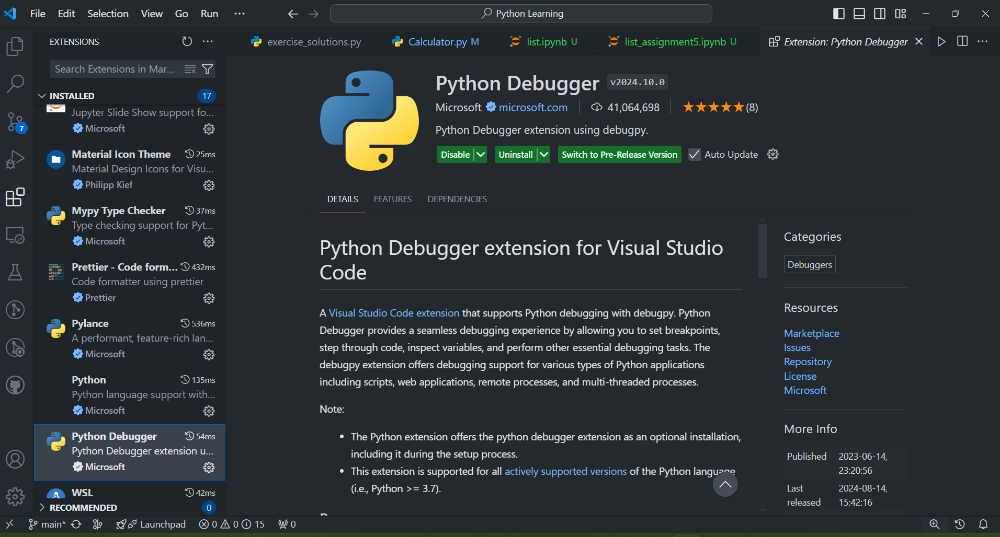 File Edit Selection View Go Run ···
Python Learning
EXTENSIONS
Search Extensions in Mar...
INSTALLED 17
Jupyter Slide Show support fo...
Microsoft
Material Icon Theme 25ms
Material Design Icons for Visu...
Philipp Kief
Mypy Type Checker 37ms
Type checking support for Pyt...
Microsoft
Prettier - Code form... 432ms
Code formatter using prettier
Prettier
Pylance 536ms
A performant, feature-rich lan...
Microsoft
Python 135ms
Python language support with...
Microsoft
Python Debugger 54ms
Python Debugger extension u...
Microsoft
WSL 42ms
RECOMMENDED 0
7
exercise_solutions.py
Calculator.py M
list.ipynb U
list_assignment5.ipynb U
Extension: Python Debugger
Python Debugger v2024.10.0
Microsoft microsoft.com 41,064,698 (8)
Python Debugger extension using debugpy.
Disable Uninstall Switch to Pre-Release Version Auto Update
DETAILS FEATURES DEPENDENCIES
Python Debugger extension for Visual Studio
Code
A Visual Studio Code extension that supports Python debugging with debugpy. Python
Debugger provides a seamless debugging experience by allowing you to set breakpoints,
step through code, inspect variables, and perform other essential debugging tasks. The
debugpy extension offers debugging support for various types of Python applications
including scripts, web applications, remote processes, and multi-threaded processes.
Note:
• The Python extension offers the python debugger extension as an optional installation,
including it during the setup process.
• This extension is supported for all actively supported versions of the Python language
(i.e., Python >= 3.7).
Categories
Debuggers
Resources
Marketplace
Issues
Repository
License
Microsoft
More Info
Published 2023-06-14,
23:20:56
Last 2024-08-14,
released 15:42:16
main* Launchpad 0 0 15 0